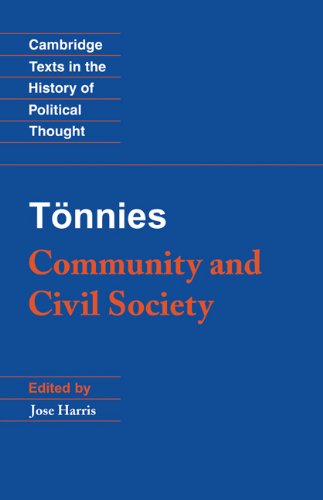 Cambridge
Texts in the
History of
Political
Thought
Tönnies
Community and
Civil Society
Edited by
Jose Harris